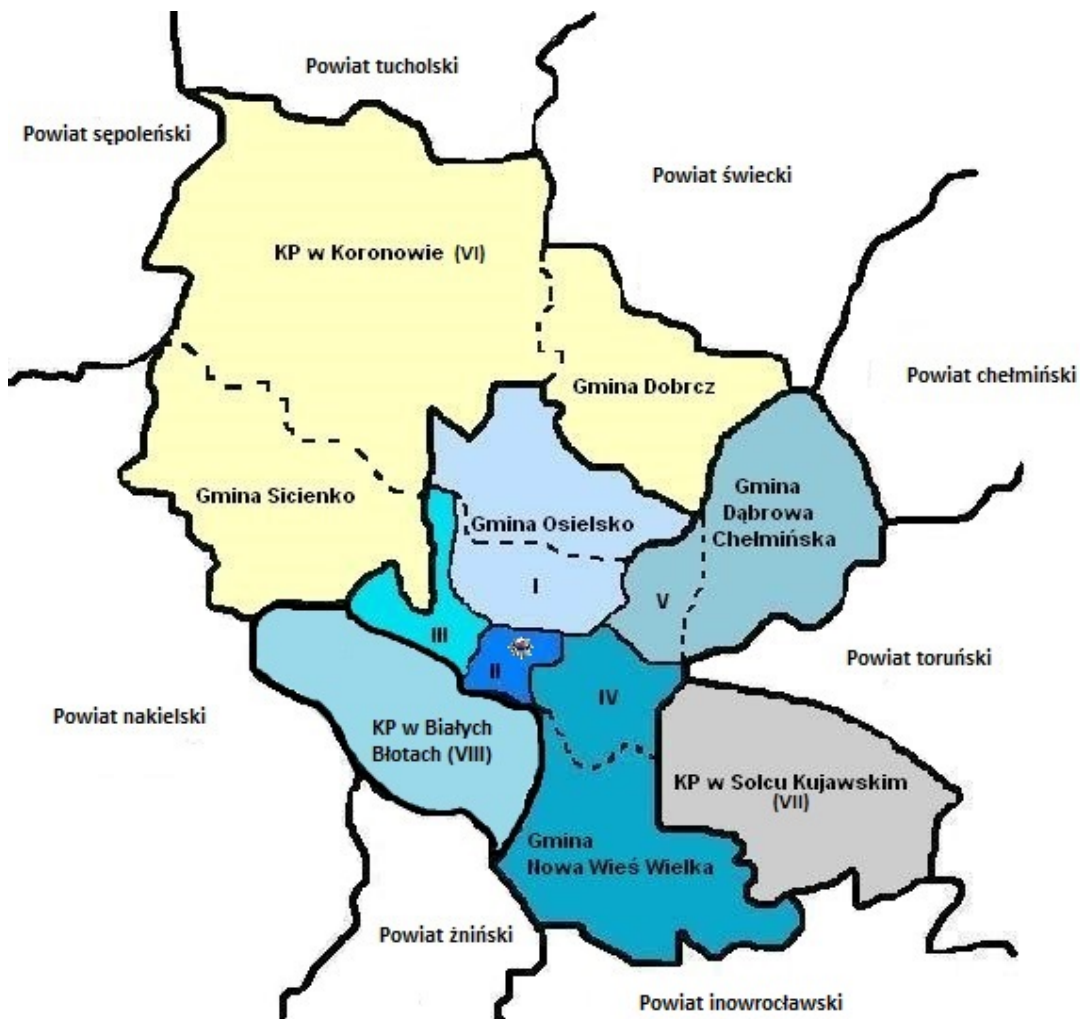 Powiat tucholski
Powiat sępoleński
Powiat świecki
KP w Koronowie (VI)
Powiat chełmiński
Gmina Dobrcz
Gmina Sicienko
Gmina
Dąbrowa
Chełmińska
Gmina Osielsko
I
V
III
II
IV
Powiat toruński
Powiat nakielski
KP w Białych
Błotach (VIII)
KP w Solcu Kujawskim
(VII)
Gmina
Nowa Wieś Wielka
Powiat żniński
Powiat inowrocławski